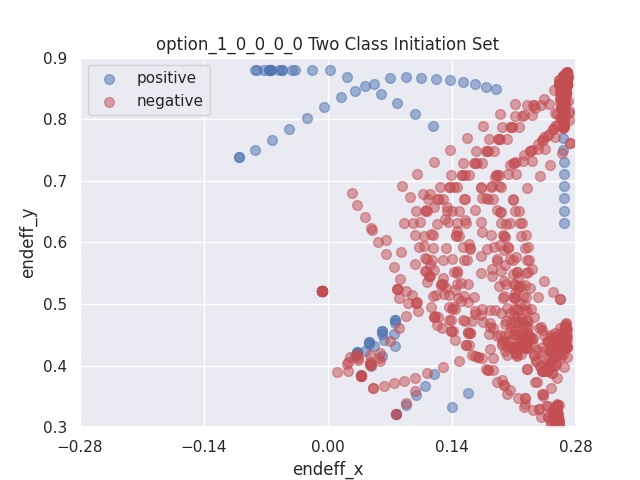 option_1_0_0_0_0 Two Class Initiation Set
positive
negative
0.9
0.8
0.7
0.6
0.5
0.4
0.3
endeff_y
−0.28
−0.14
0.00
0.14
0.28
endeff_x